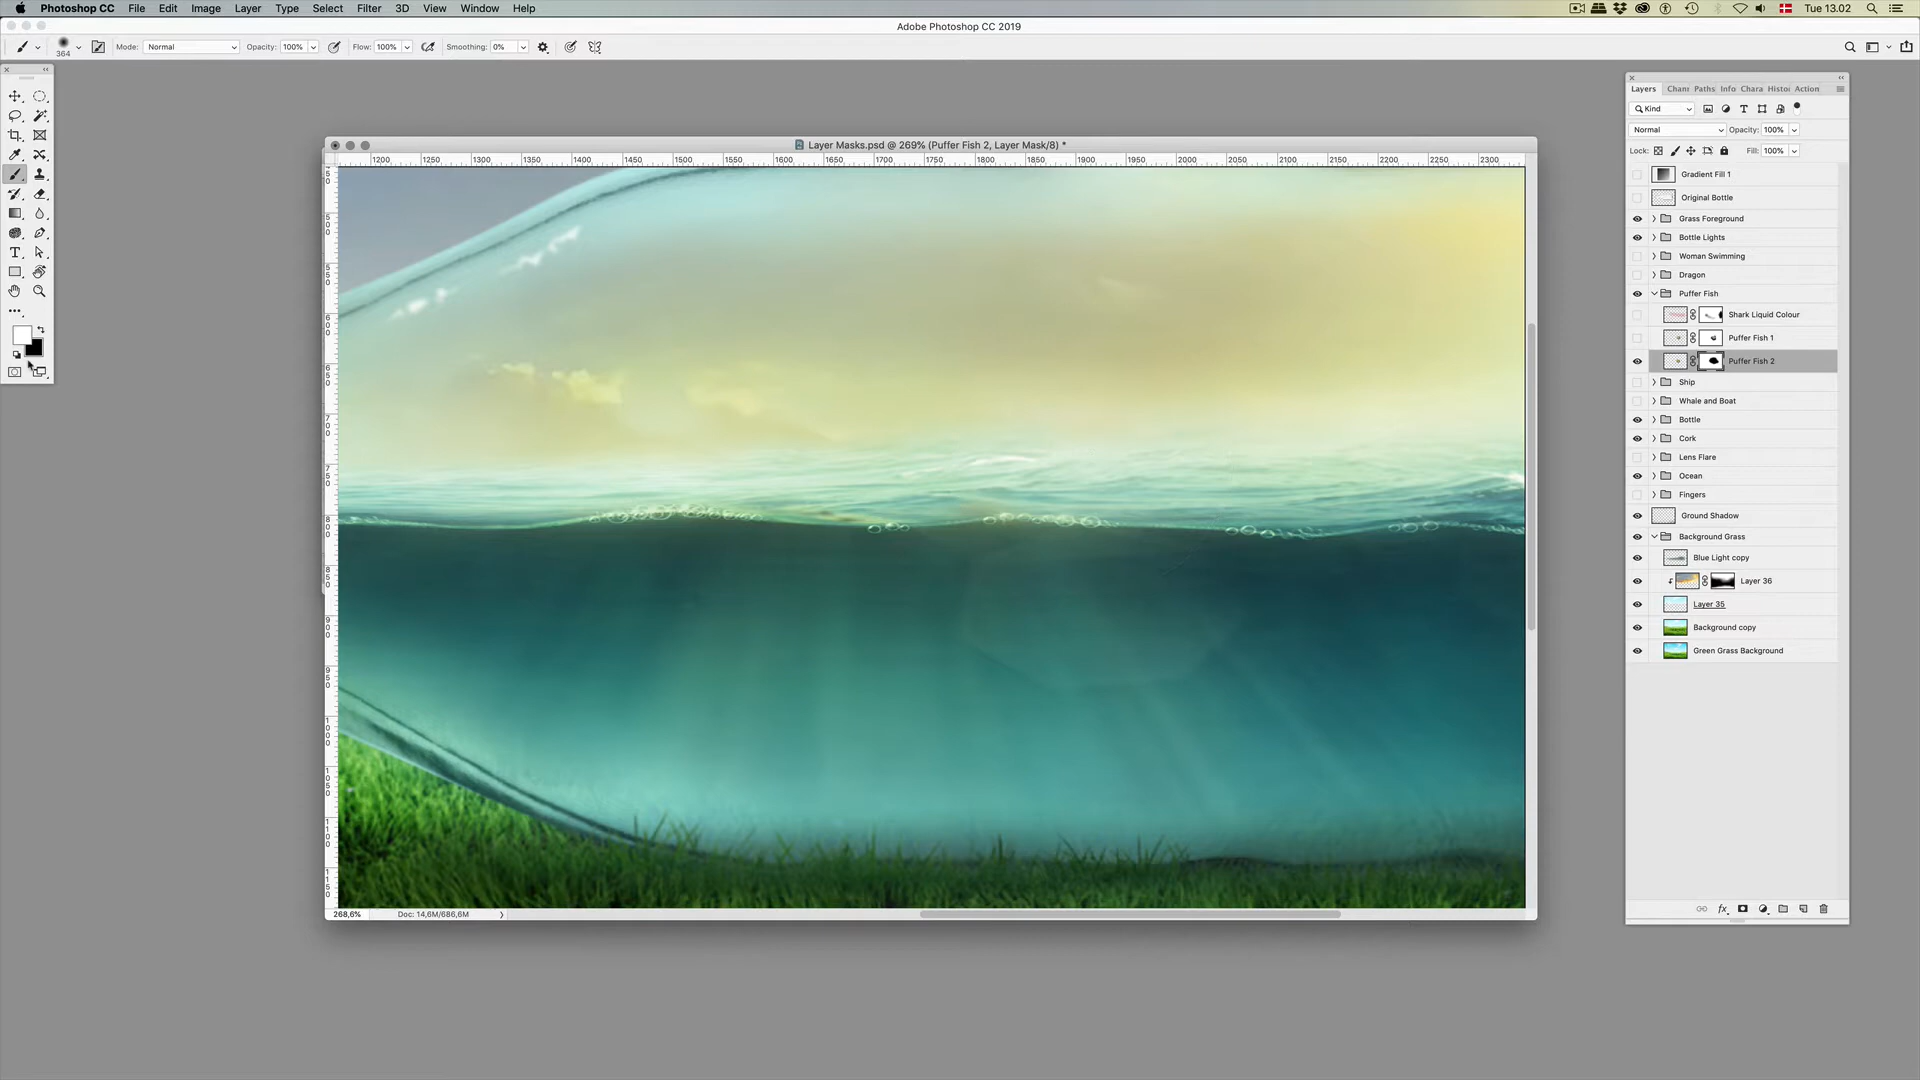 Photoshop CC File Edit Image Layer Type Select Filter 3D View Window Help Tue 13.02
Adobe Photoshop CC 2019
364 Mode: Normal Opacity: 100% Flow: 100% Smoothing: 0%
Layer Masks.psd @ 269% (Puffer Fish 2, Layer Mask/8) *
1200 1250 1300 1350 1400 1450 1500 1550 1600 1650 1700 1750 1800 1850 1900 1950 2000 2050 2100 2150 2200 2250 2300
268,6% Doc: 14,6M/686,6M
Layers Chann Paths Info Chara Histo Action
Kind
Normal Opacity: 100%
Lock: Fill: 100%
Gradient Fill 1
Original Bottle
Grass Foreground
Bottle Lights
Woman Swimming
Dragon
Puffer Fish
Shark Liquid Colour
Puffer Fish 1
Puffer Fish 2
Ship
Whale and Boat
Bottle
Cork
Lens Flare
Ocean
Fingers
Ground Shadow
Background Grass
Blue Light copy
Layer 36
Layer 35
Background copy
Green Grass Background
fx